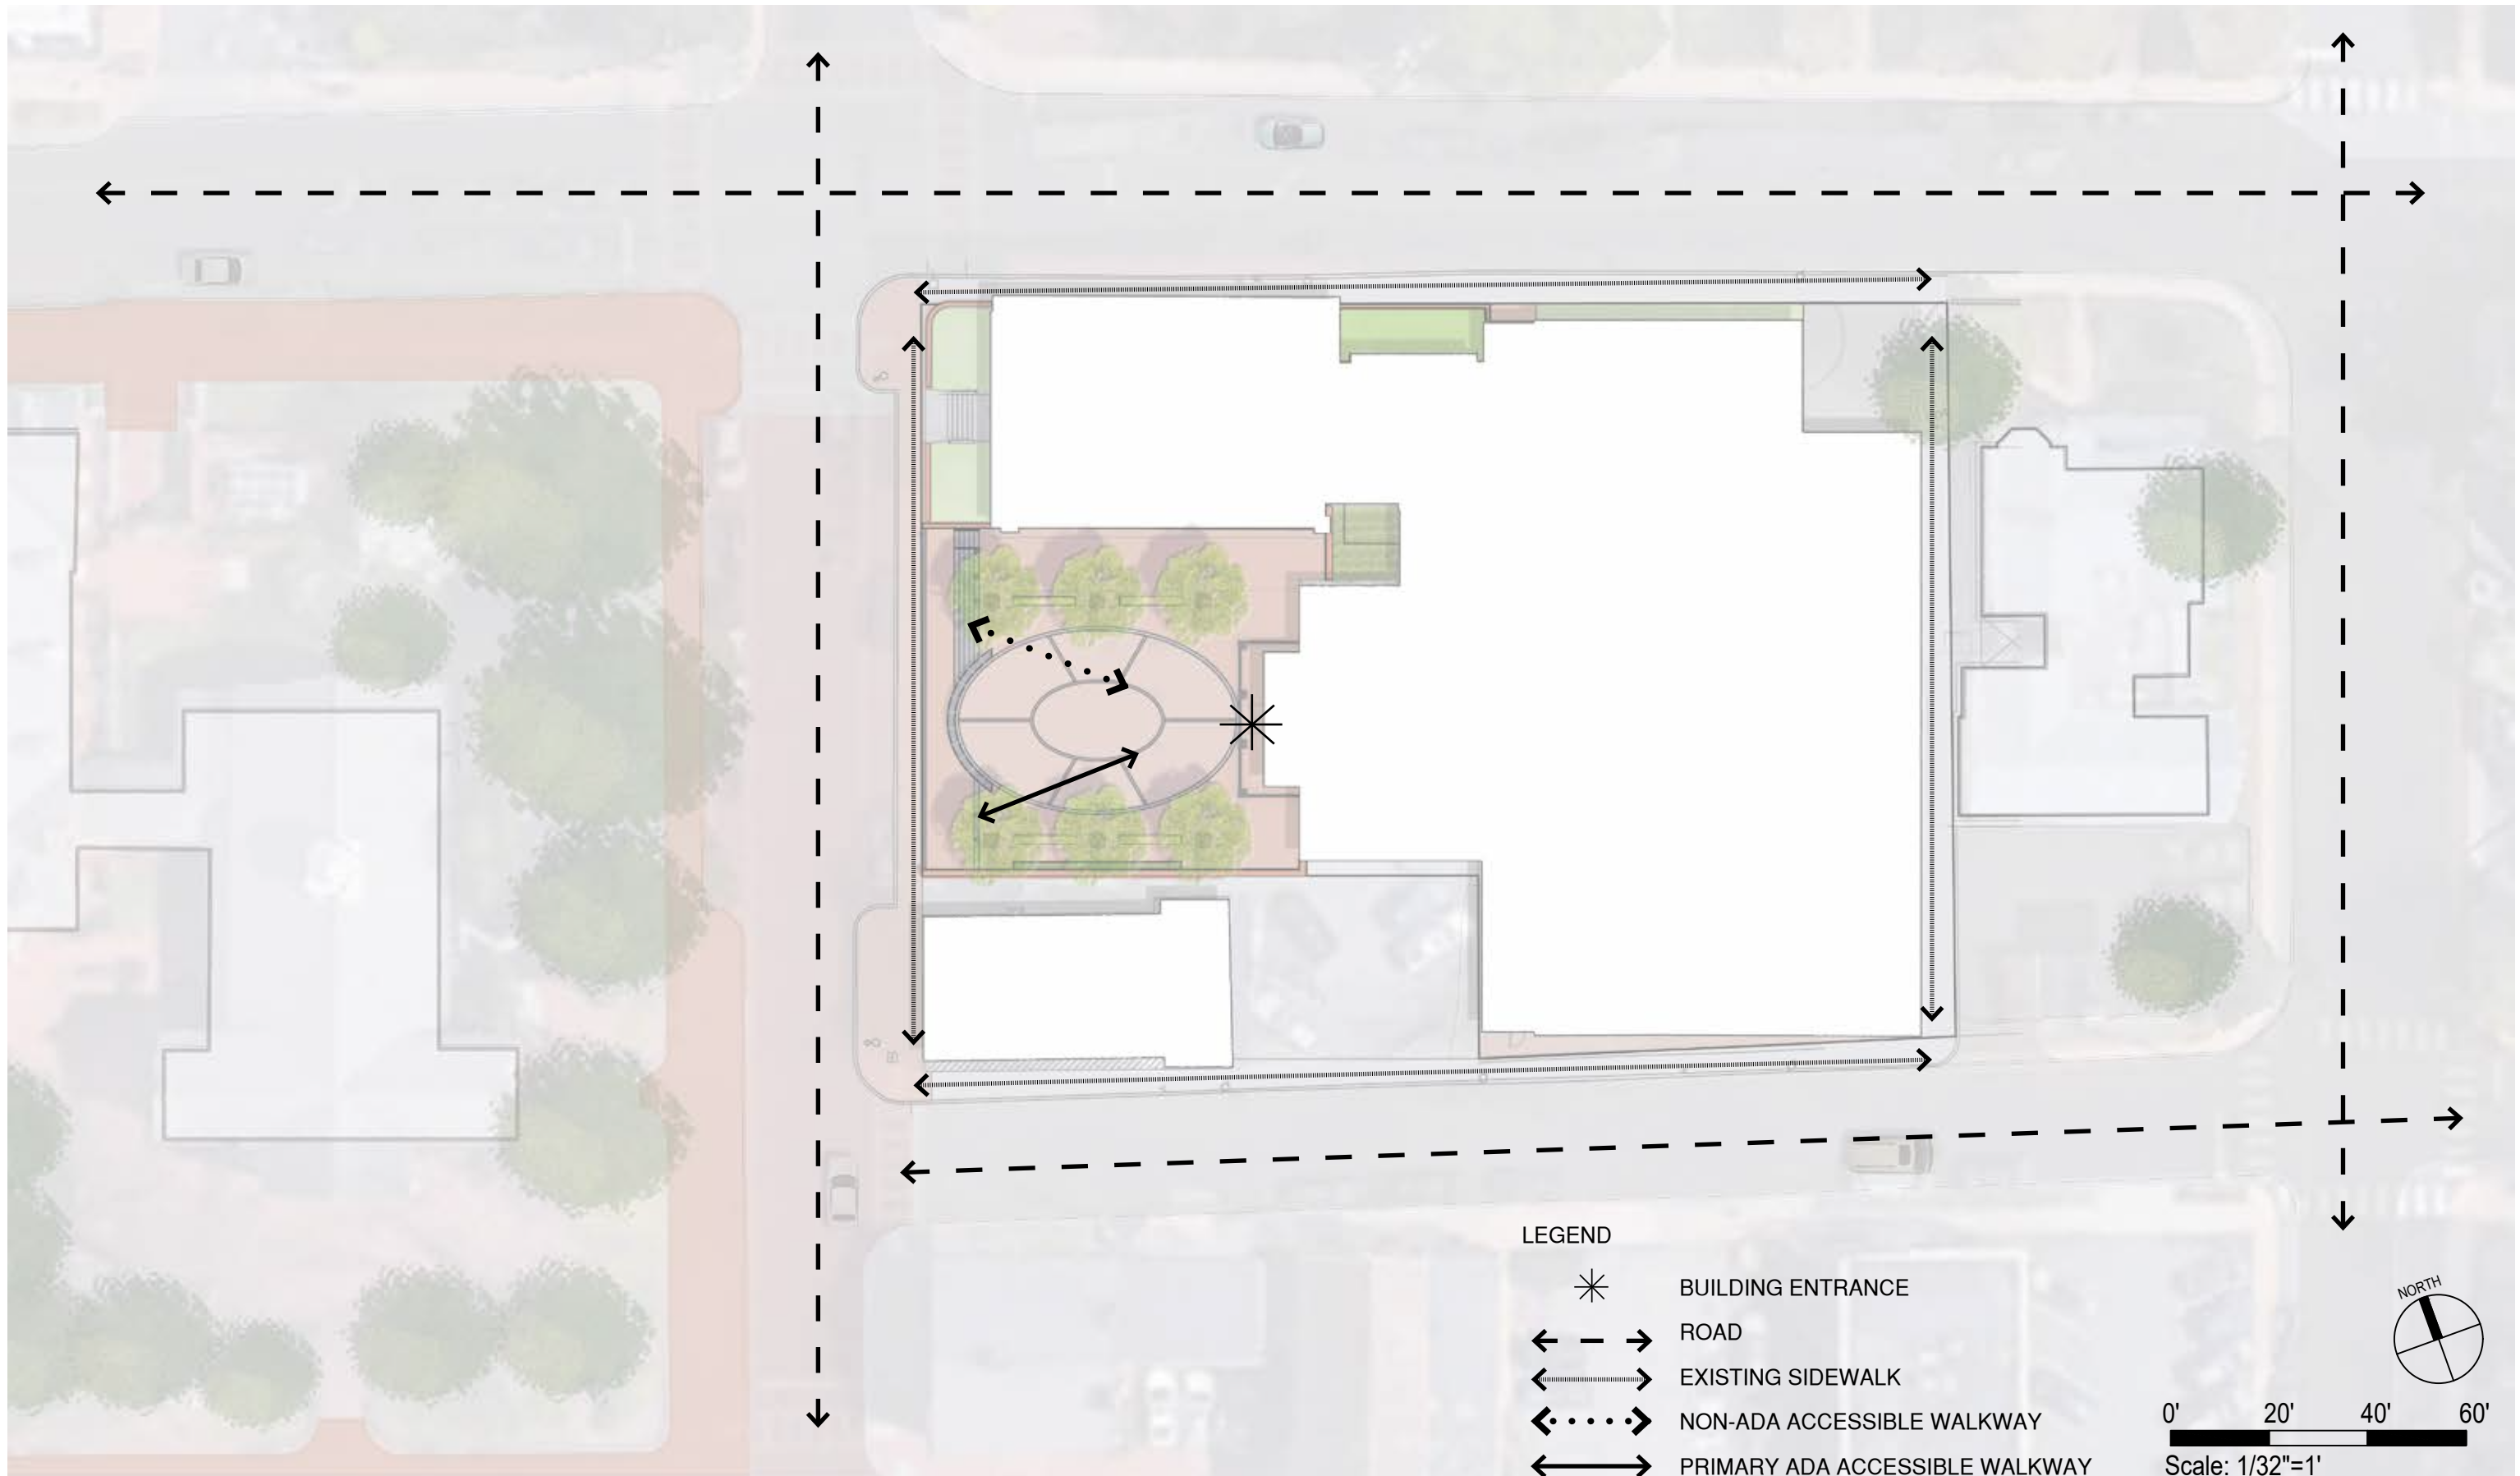 LEGEND
BUILDING ENTRANCE
ROAD
EXISTING SIDEWALK
NON-ADA ACCESSIBLE WALKWAY
PRIMARY ADA ACCESSIBLE WALKWAY
NORTH
0' 20' 40' 60'
Scale: 1/32"=1'